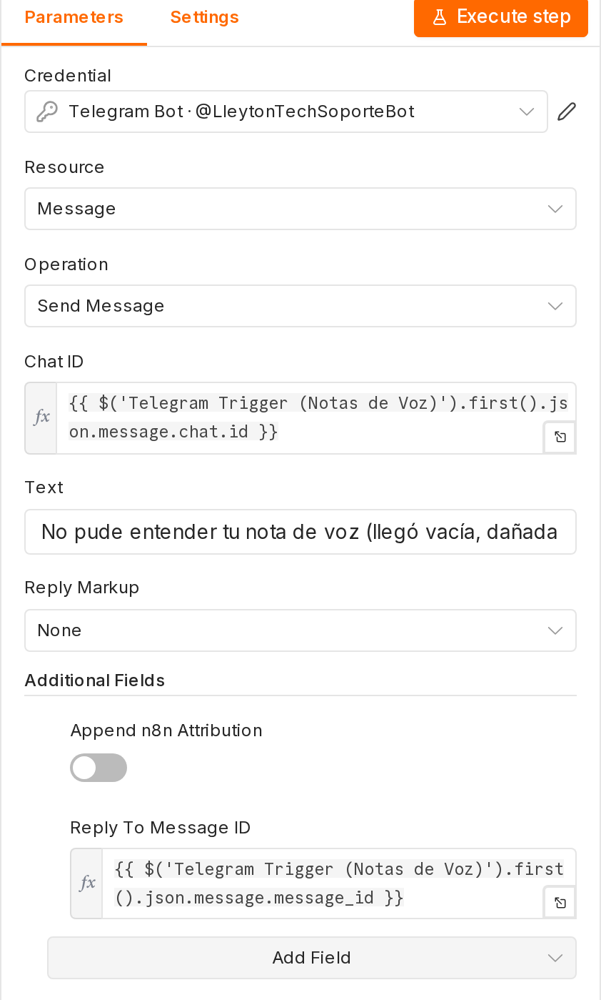 Parameters Settings Execute step
Credential
Telegram Bot · @LleytonTechSoporteBot
Resource
Message
Operation
Send Message
Chat ID
fx {{ $('Telegram Trigger (Notas de Voz)').first().js
on.message.chat.id }}
Text
No pude entender tu nota de voz (llegó vacía, dañada
Reply Markup
None
Additional Fields
Append n8n Attribution
Reply To Message ID
fx {{ $('Telegram Trigger (Notas de Voz)').first
().json.message.message_id }}
Add Field